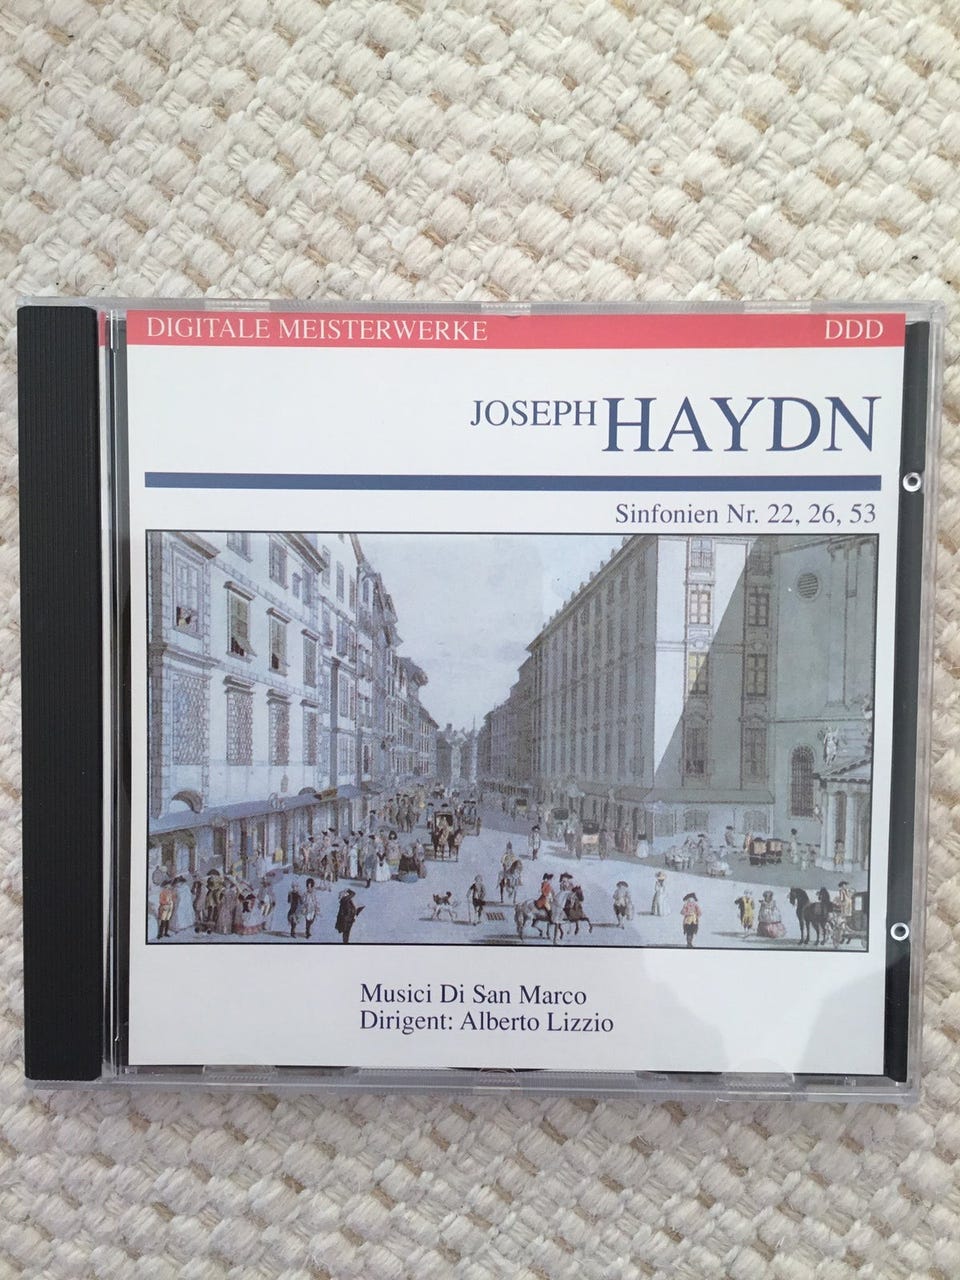 DIGITALE MEISTERWERKE DDD
JOSEPH HAYDN
Sinfonien Nr. 22, 26, 53
Musici Di San Marco
Dirigent: Alberto Lizzio